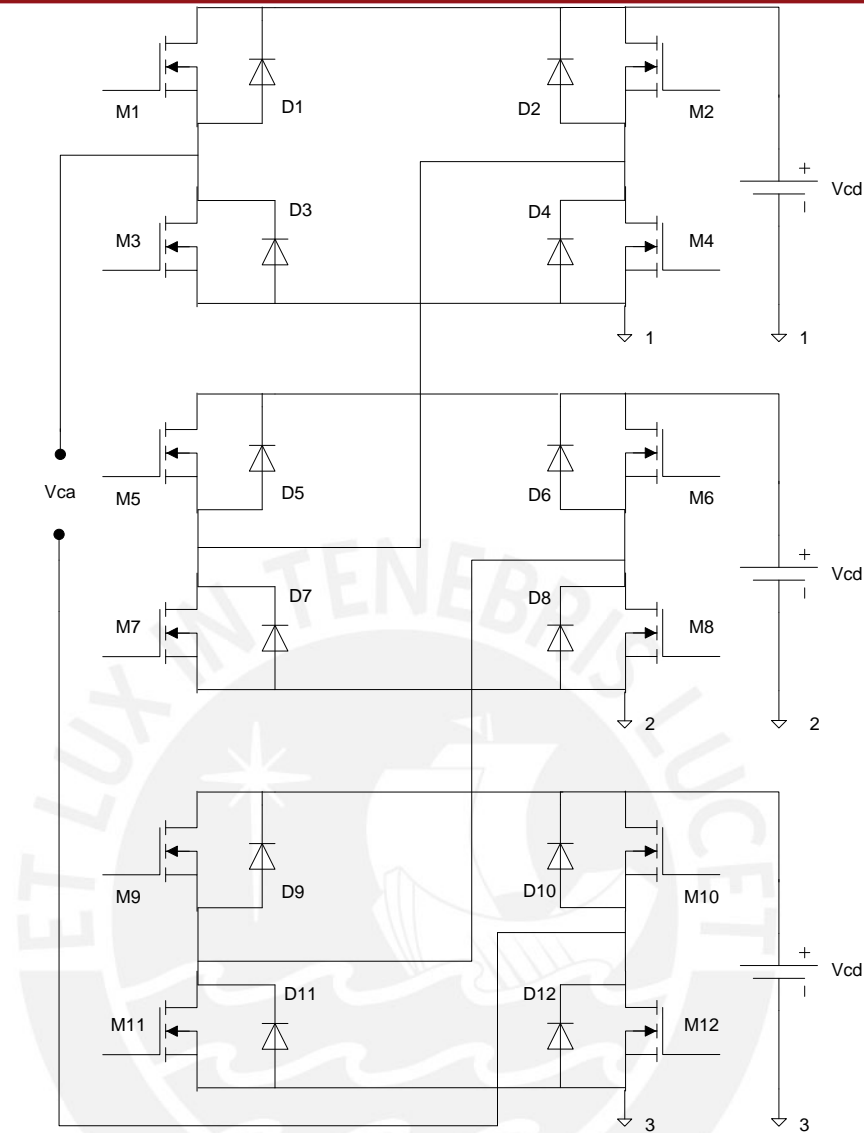 M1
D1
D2
M2
+
Vcd
-
M3
D3
D4
M4
1
1
Vca
M5
D5
D6
M6
+
Vcd
-
M7
D7
D8
M8
2
2
M9
D9
D10
M10
+
Vcd
-
M11
D11
D12
M12
3
3
ET LUX IN TENEBRIS LUCET